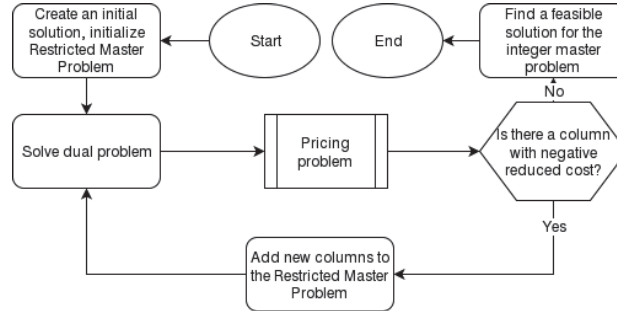 Create an initial
solution, initialize
Restricted Master
Problem
Start
End
Find a feasible
solution for the
integer master
problem
No
Solve dual problem
Pricing
problem
Is there a column
with negative
reduced cost?
Yes
Add new columns to
the Restricted Master
Problem